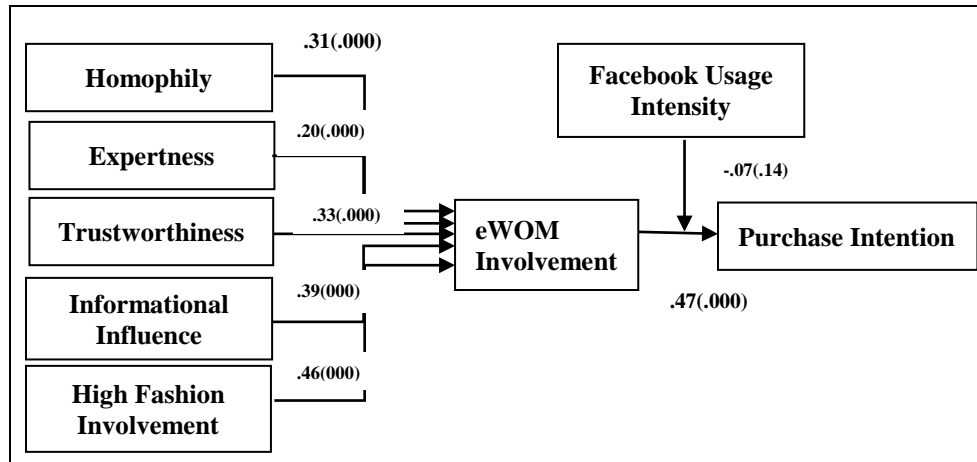 .31(.000)
Homophily
Facebook Usage
Intensity
.20(.000)
Expertness
-.07(.14)
.33(.000)
Trustworthiness
eWOM
Involvement
Purchase Intention
.39(000)
.47(.000)
Informational
Influence
.46(000)
High Fashion
Involvement